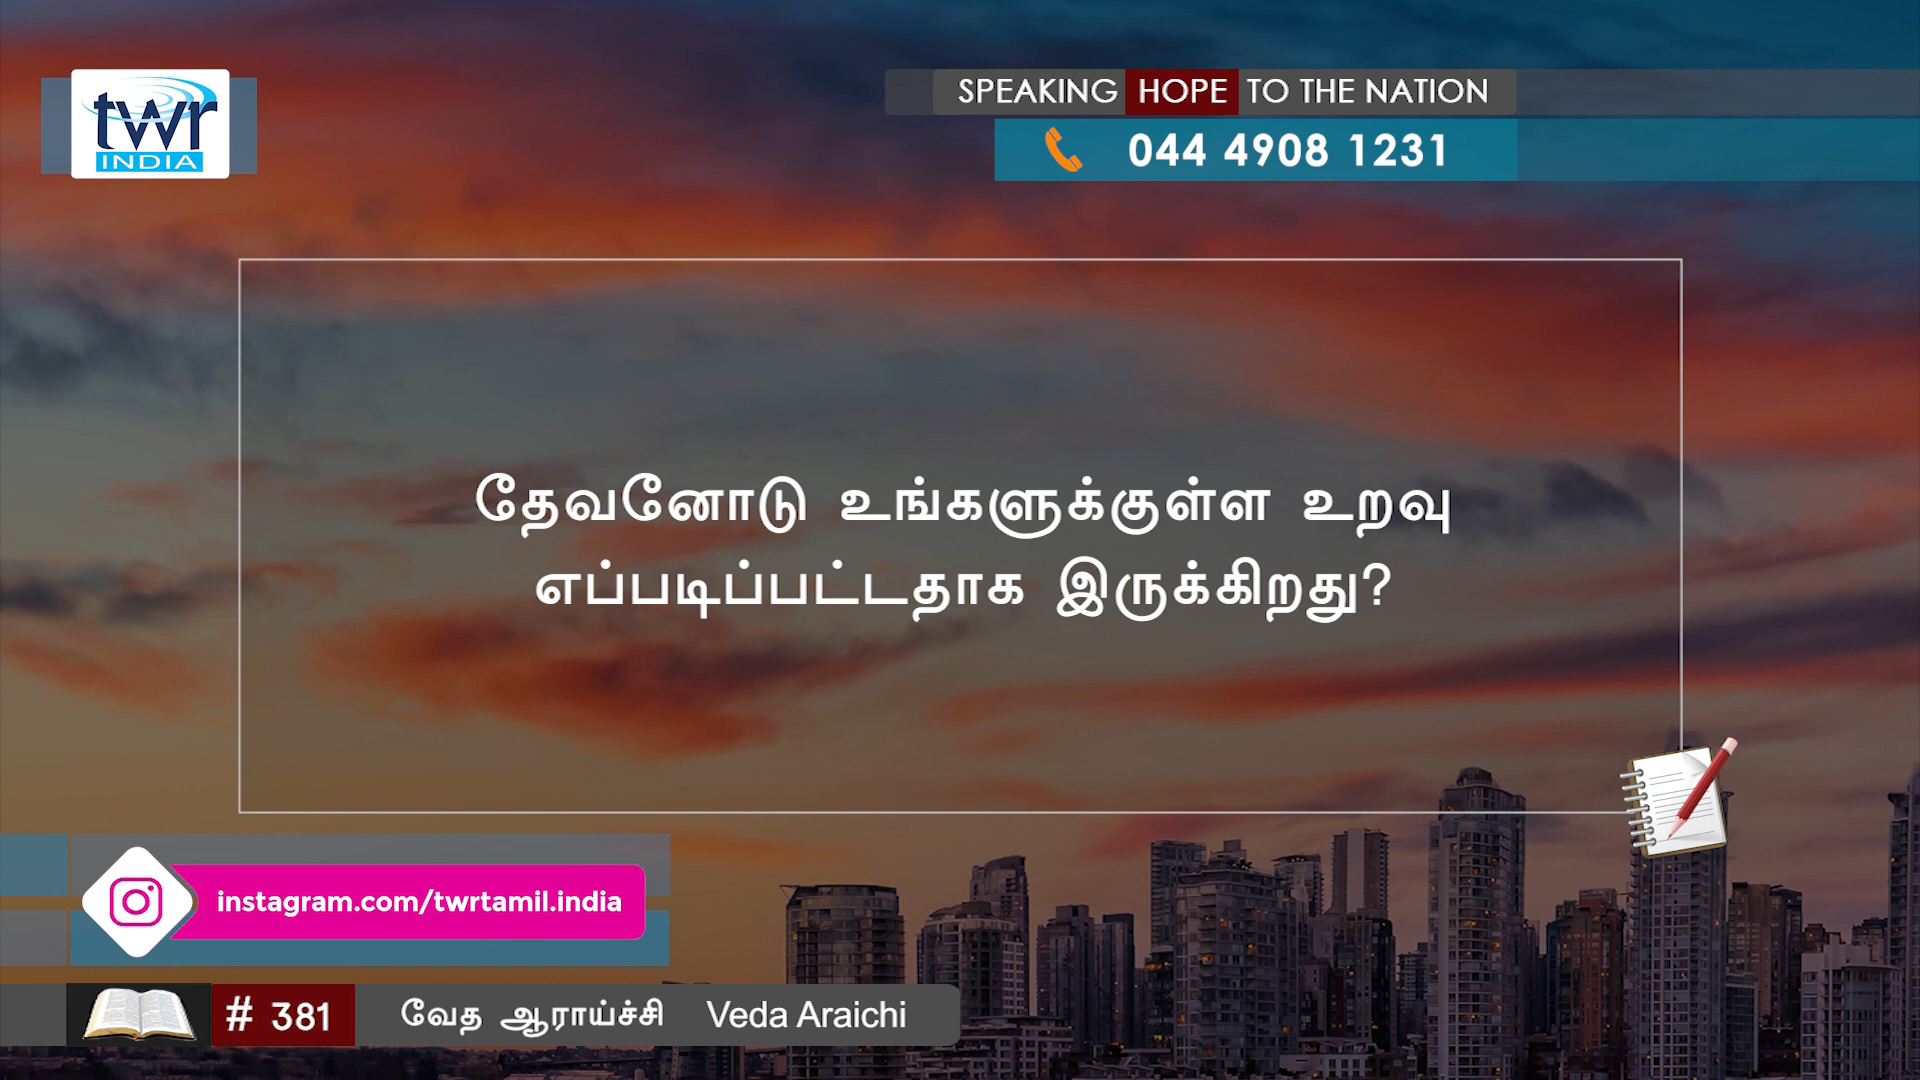 twr
INDIA
SPEAKING HOPE TO THE NATION
044 4908 1231
தேவனோடு உங்களுக்குள்ள உறவு
எப்படிப்பட்டதாக இருக்கிறது?
instagram.com/twrtamil.india
# 381 வேத ஆராய்ச்சி Veda Araichi